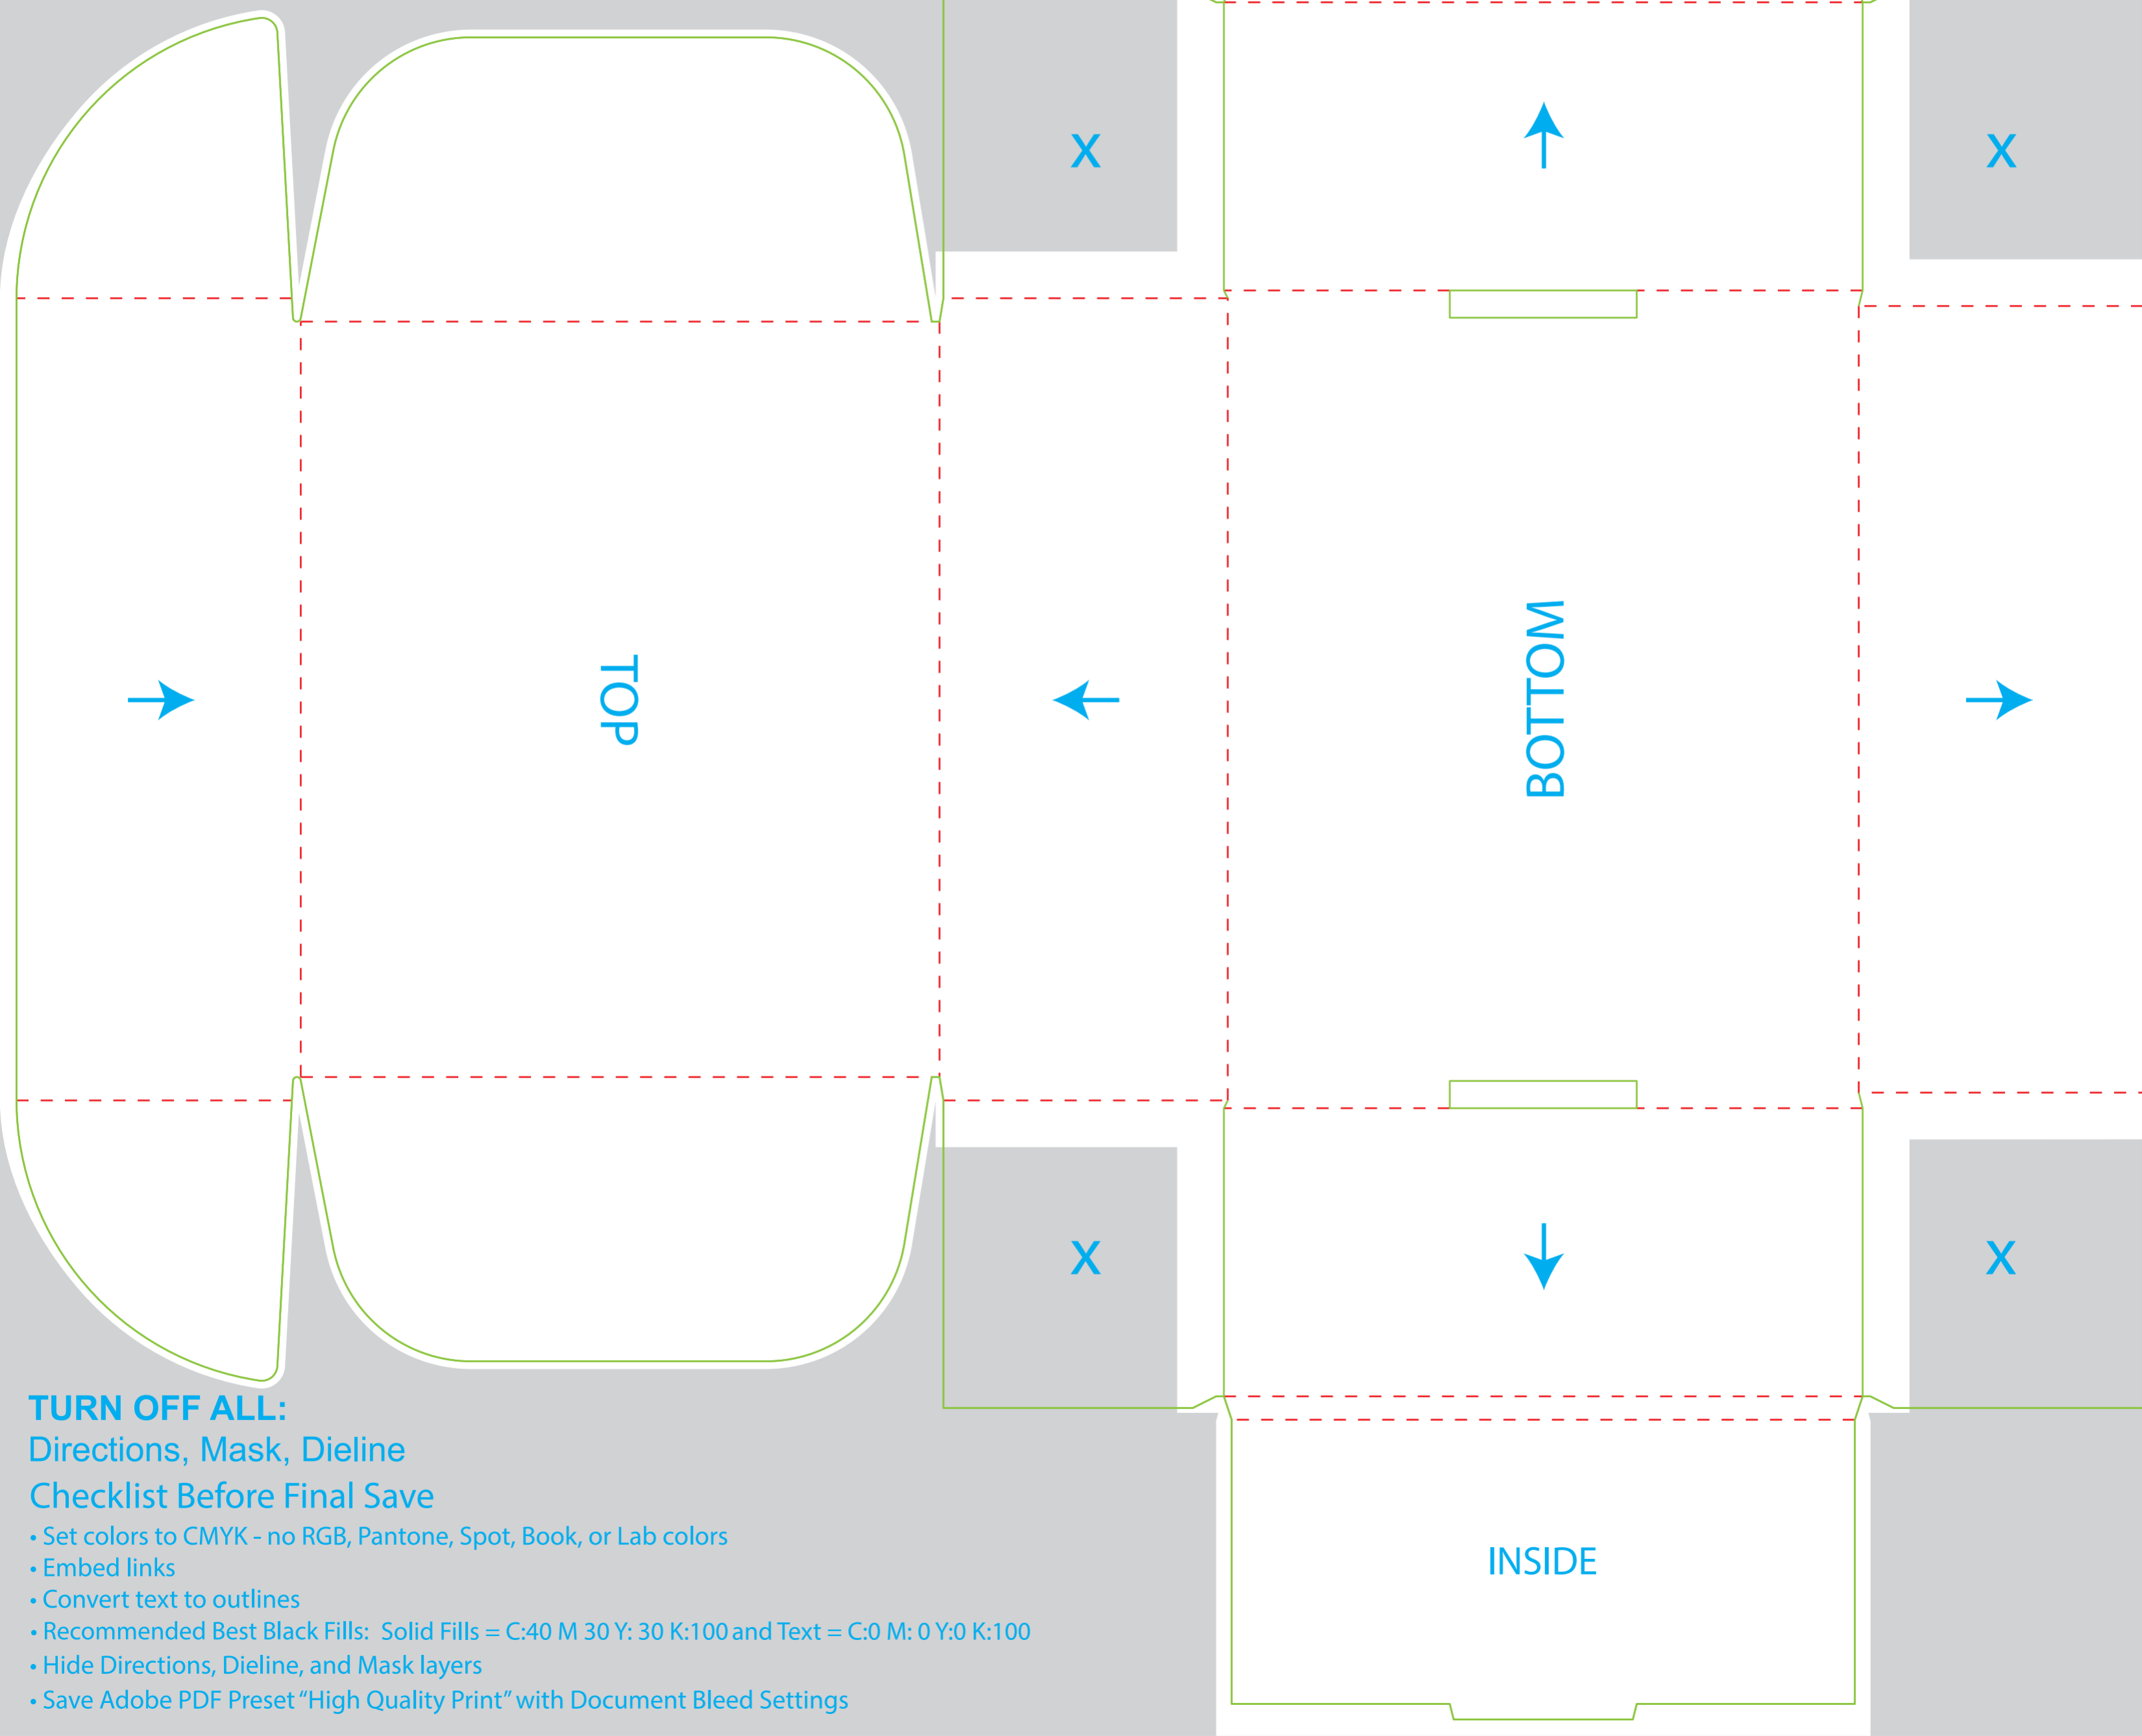 X
X
TOP
BOTTOM
X
X
TURN OFF ALL:
Directions, Mask, Dieline
Checklist Before Final Save
• Set colors to CMYK - no RGB, Pantone, Spot, Book, or Lab colors
• Embed links
• Convert text to outlines
• Recommended Best Black Fills: Solid Fills = C:40 M 30 Y: 30 K:100 and Text = C:0 M: 0 Y:0 K:100
• Hide Directions, Dieline, and Mask layers
• Save Adobe PDF Preset “High Quality Print” with Document Bleed Settings
INSIDE